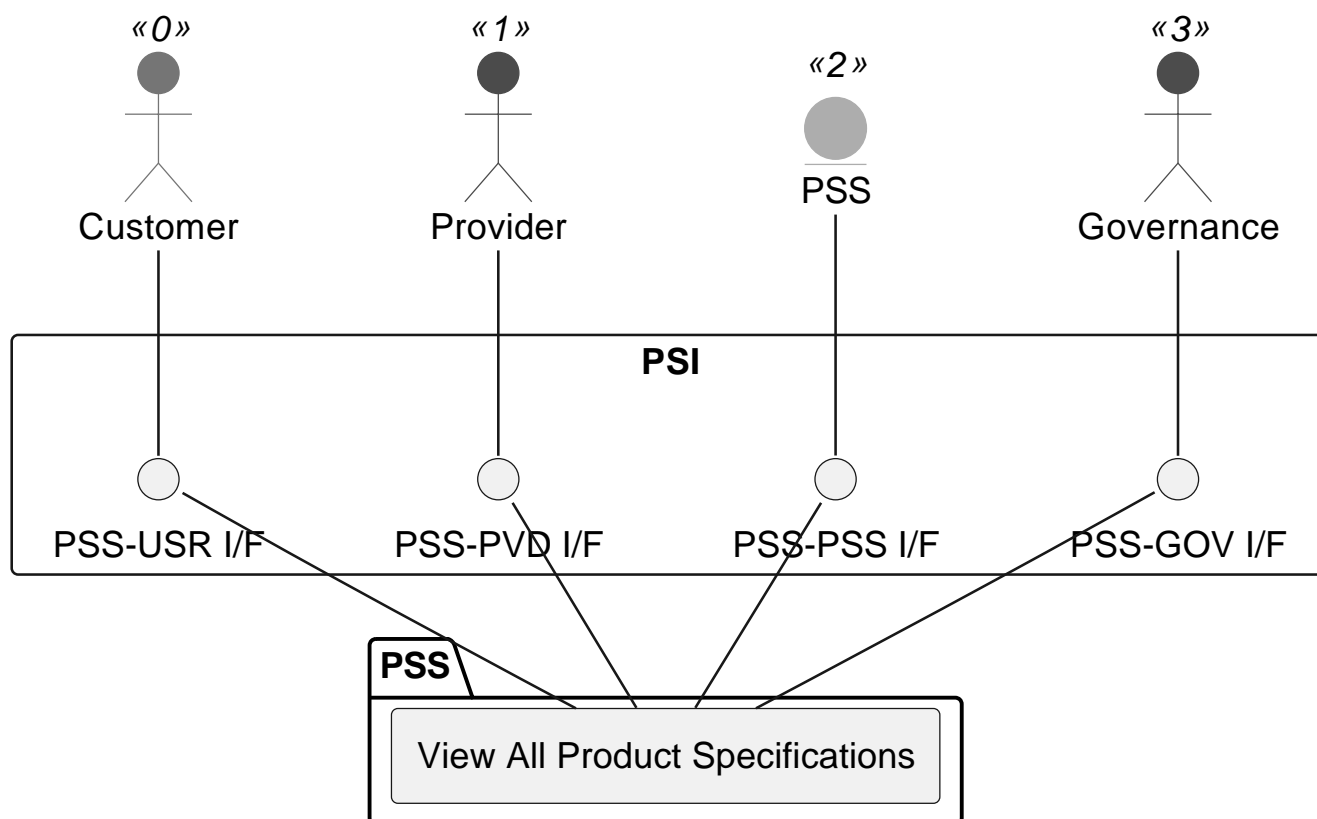 «0»
«1»
«2»
«3»
Customer
Provider
PSS
Governance
PSI
PSS-USR I/F
PSS-PVD I/F
PSS-PSS I/F
PSS-GOV I/F
PSS
View All Product Specifications